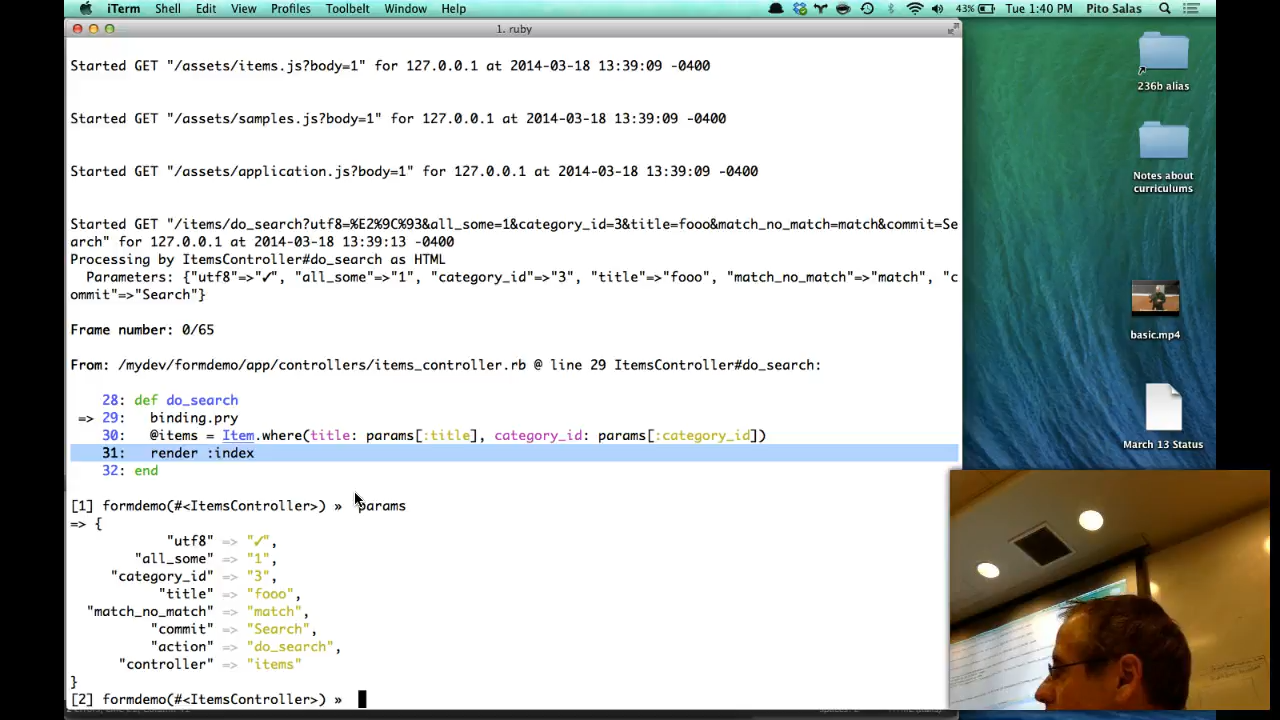 iTerm Shell Edit View Profiles Toolbelt Window Help 43% Tue 1:40 PM Pito Salas
1. ruby
Started GET "/assets/items.js?body=1" for 127.0.0.1 at 2014-03-18 13:39:09 -0400
Started GET "/assets/samples.js?body=1" for 127.0.0.1 at 2014-03-18 13:39:09 -0400
Started GET "/assets/application.js?body=1" for 127.0.0.1 at 2014-03-18 13:39:09 -0400
Started GET "/items/do_search?utf8=%E2%9C%93&all_some=1&category_id=3&title=fooo&match_no_match=match&commit=Se
arch" for 127.0.0.1 at 2014-03-18 13:39:13 -0400
Processing by ItemsController#do_search as HTML
Parameters: {"utf8"=>"✓", "all_some"=>"1", "category_id"=>"3", "title"=>"fooo", "match_no_match"=>"match", "c
ommit"=>"Search"}
Frame number: 0/65
From: /mydev/formdemo/app/controllers/items_controller.rb @ line 29 ItemsController#do_search:
28: def do_search
=> 29: binding.pry
30: @items = Item.where(title: params[:title], category_id: params[:category_id])
31: render :index
32: end
[1] formdemo(#<ItemsController>) » params
=> {
"utf8" => "✓",
"all_some" => "1",
"category_id" => "3",
"title" => "fooo",
"match_no_match" => "match",
"commit" => "Search",
"action" => "do_search",
"controller" => "items"
}
[2] formdemo(#<ItemsController>) »
236b alias
Notes about
curriculums
basic.mp4
March 13 Status